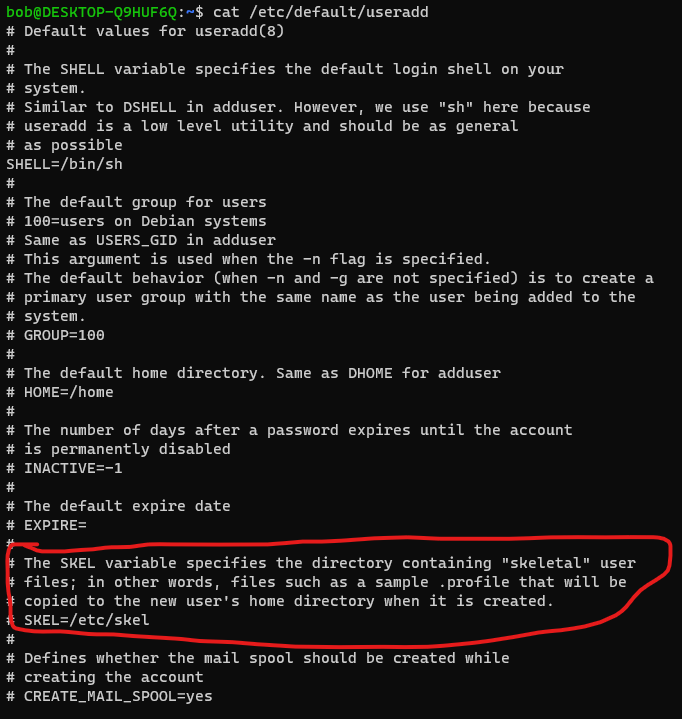 bob@DESKTOP-Q9HUF6Q:~$ cat /etc/default/useradd
# Default values for useradd(8)
#
# The SHELL variable specifies the default login shell on your
# system.
# Similar to DSHELL in adduser. However, we use "sh" here because
# useradd is a low level utility and should be as general
# as possible
SHELL=/bin/sh
#
# The default group for users
# 100=users on Debian systems
# Same as USERS_GID in adduser
# This argument is used when the -n flag is specified.
# The default behavior (when -n and -g are not specified) is to create a
# primary user group with the same name as the user being added to the
# system.
# GROUP=100
#
# The default home directory. Same as DHOME for adduser
# HOME=/home
#
# The number of days after a password expires until the account
# is permanently disabled
# INACTIVE=-1
#
# The default expire date
# EXPIRE=
#
# The SKEL variable specifies the directory containing "skeletal" user
# files; in other words, files such as a sample .profile that will be
# copied to the new user's home directory when it is created.
# SKEL=/etc/skel
#
# Defines whether the mail spool should be created while
# creating the account
# CREATE_MAIL_SPOOL=yes